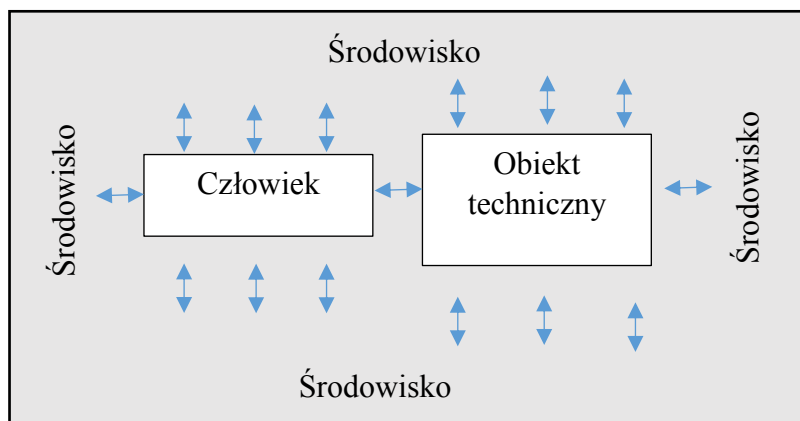 Środowisko
Środowisko
Człowiek
Obiekt
techniczny
Środowisko
Środowisko